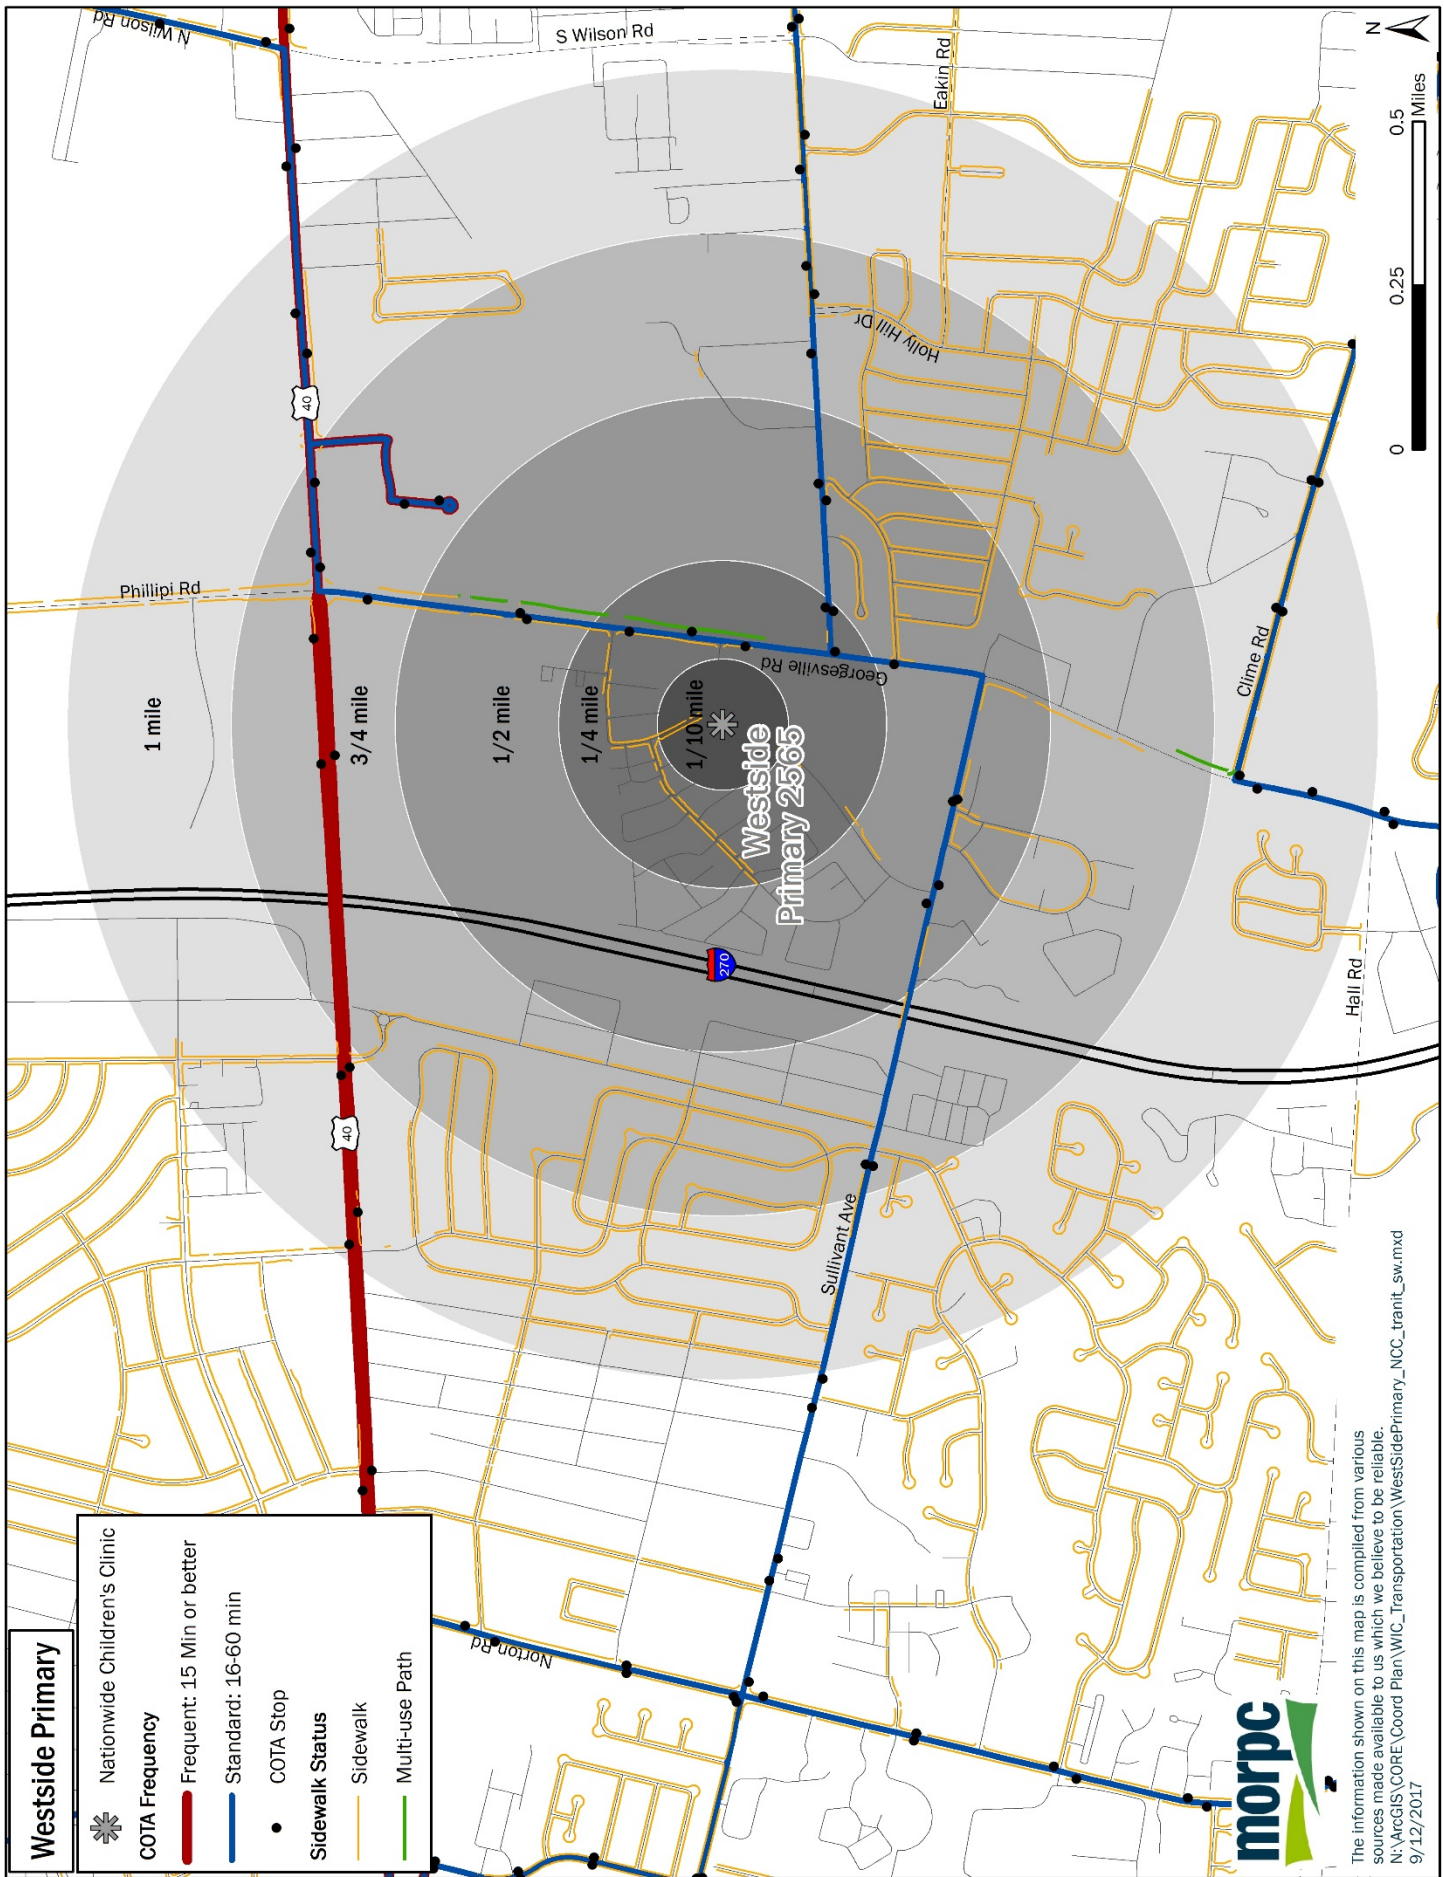 Westside Primary
Nationwide Children's Clinic
COTA Frequency
Frequent: 15 Min or better
Standard: 16-60 min
COTA Stop
Sidewalk Status
Sidewalk
Multi-use Path
N Wilson Rd
S Wilson Rd
Eakin Rd
Holly Hill Dr
Phillipi Rd
Georgesville Rd
Clime Rd
Hall Rd
Sullivant Ave
Norton Rd
40
40
270
1 mile
3/4 mile
1/2 mile
1/4 mile
1/10 mile
Westside
Primary 2565
N
0
0.25
0.5
Miles
morpc
The information shown on this map is compiled from various
sources made available to us which we believe to be reliable.
N:\ArcGIS\CORE\Coord Plan\WIC_Transportation\WestSidePrimary_NCC_tranit_sw.mxd
9/12/2017